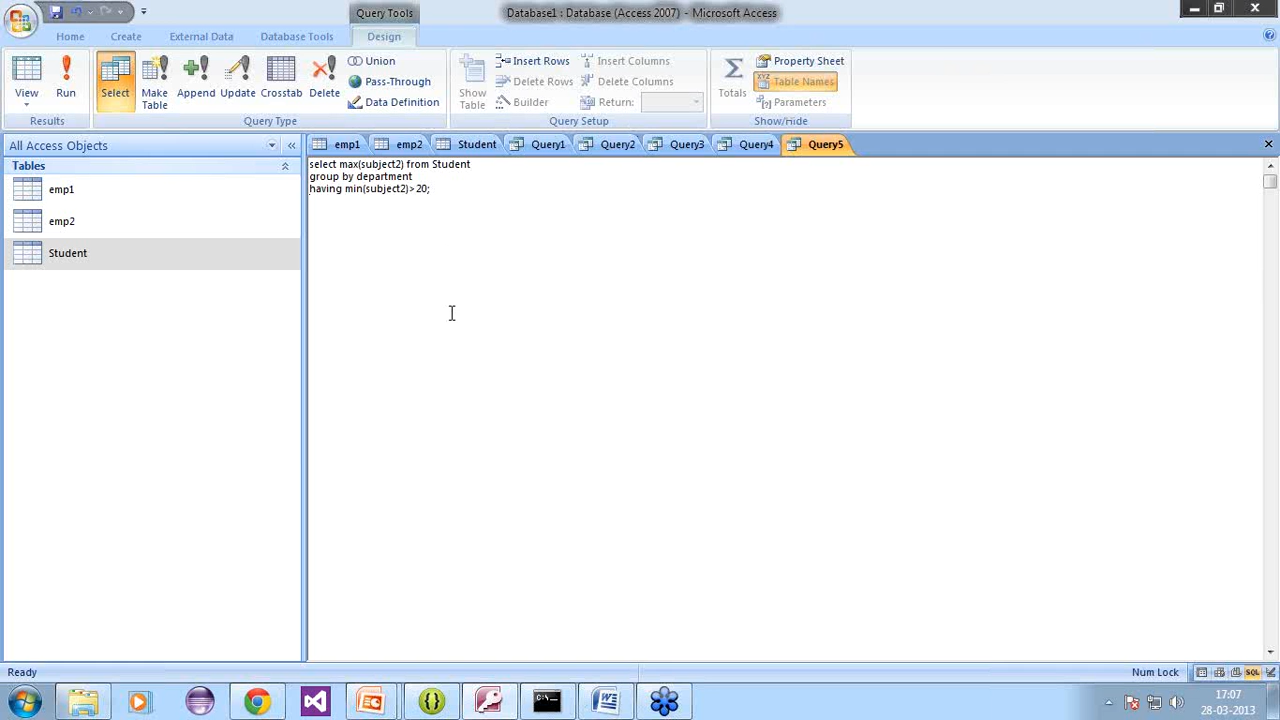 Query Tools
Database1 : Database (Access 2007) - Microsoft Access
Home Create External Data Database Tools Design
View
Run
Results
Select
Make Table
Append
Update
Crosstab
Delete
Union
Pass-Through
Data Definition
Query Type
Show Table
Insert Rows
Delete Rows
Builder
Insert Columns
Delete Columns
Return:
Query Setup
Totals
Property Sheet
Table Names
Parameters
Show/Hide
All Access Objects
Tables
emp1
emp2
Student
emp1 emp2 Student Query1 Query2 Query3 Query4 Query5
select max(subject2) from Student
group by department
having min(subject2)>20;
Ready
Num Lock
SQL
17:07
28-03-2013